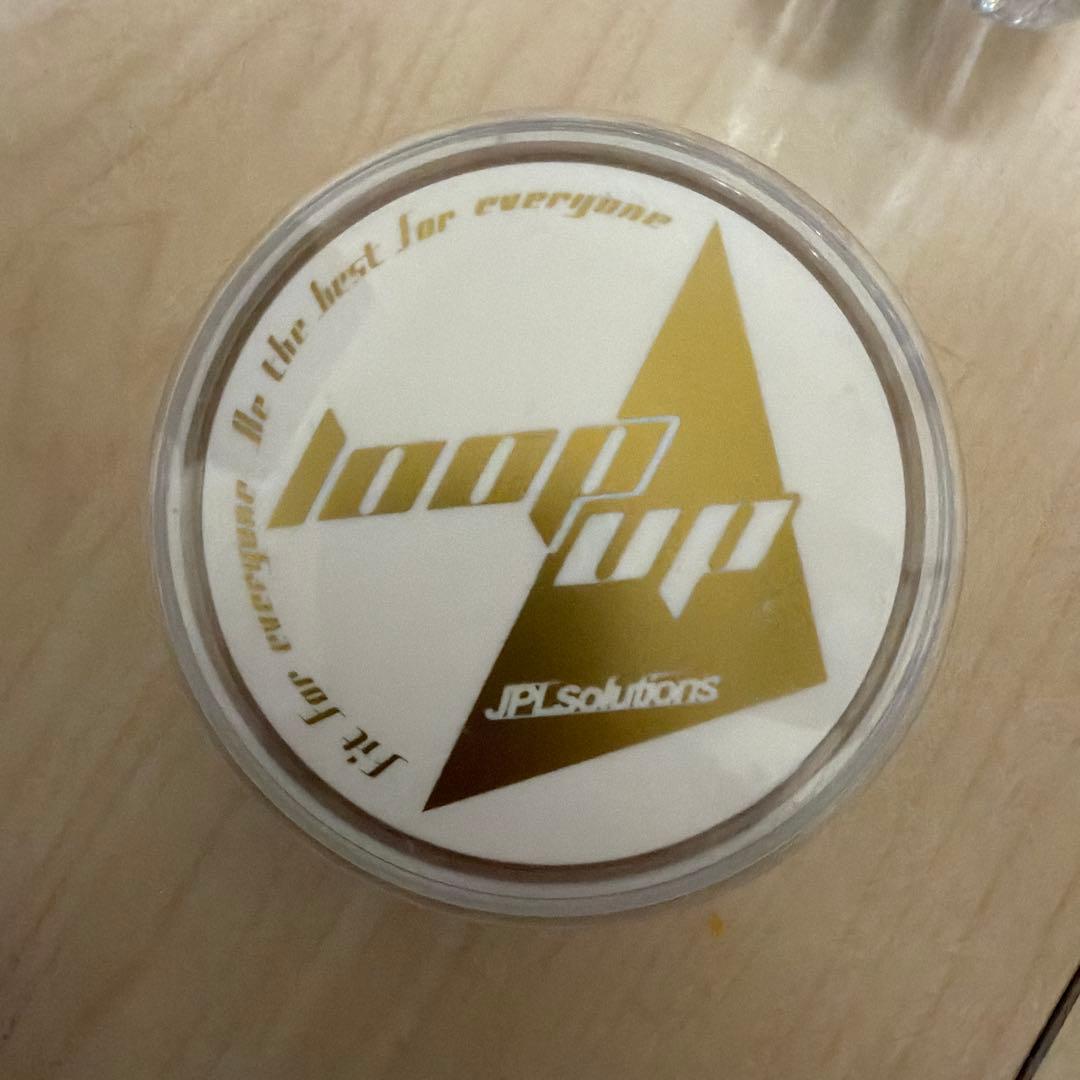 Fit for everyone Be the best for everyone
loop
up
JPLsolutions